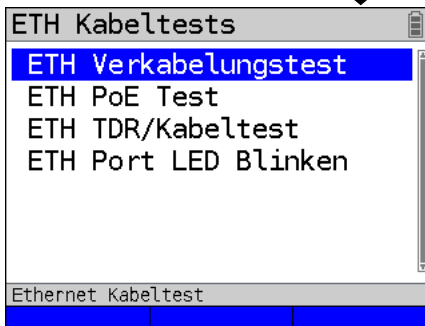 ETH Kabeltests
ETH Verkabelungstest
ETH PoE Test
ETH TDR/Kabeltest
ETH Port LED Blinken
Ethernet Kabeltest